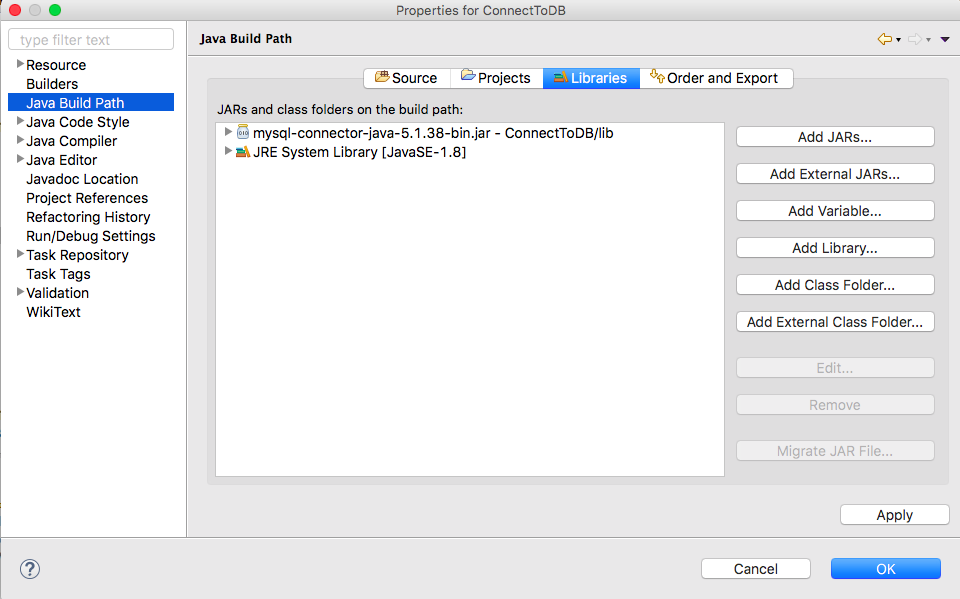 Properties for ConnectToDB
type filter text
Resource
Builders
Java Build Path
Java Code Style
Java Compiler
Java Editor
Javadoc Location
Project References
Refactoring History
Run/Debug Settings
Task Repository
Task Tags
Validation
WikiText
Java Build Path
Source Projects Libraries Order and Export
JARs and class folders on the build path:
mysql-connector-java-5.1.38-bin.jar - ConnectToDB/lib
JRE System Library [JavaSE-1.8]
Add JARs...
Add External JARs...
Add Variable...
Add Library...
Add Class Folder...
Add External Class Folder...
Edit...
Remove
Migrate JAR File...
Apply
?
Cancel OK